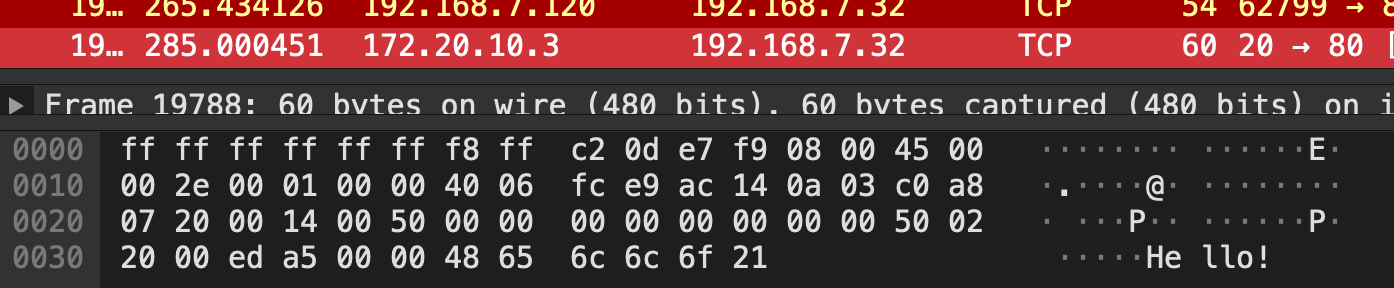 19… 265.434126 192.168.7.120 192.168.7.32 TCP 54 62799 → 8
19… 285.000451 172.20.10.3 192.168.7.32 TCP 60 20 → 80 [
Frame 19788: 60 bytes on wire (480 bits), 60 bytes captured (480 bits) on i
0000 ff ff ff ff ff ff f8 ff c2 0d e7 f9 08 00 45 00 ········ ······E·
0010 00 2e 00 01 00 00 40 06 fc e9 ac 14 0a 03 c0 a8 ·.····@· ········
0020 07 20 00 14 00 50 00 00 00 00 00 00 00 00 50 02 · ···P·· ······P·
0030 20 00 ed a5 00 00 48 65 6c 6c 6f 21 ·····He llo!